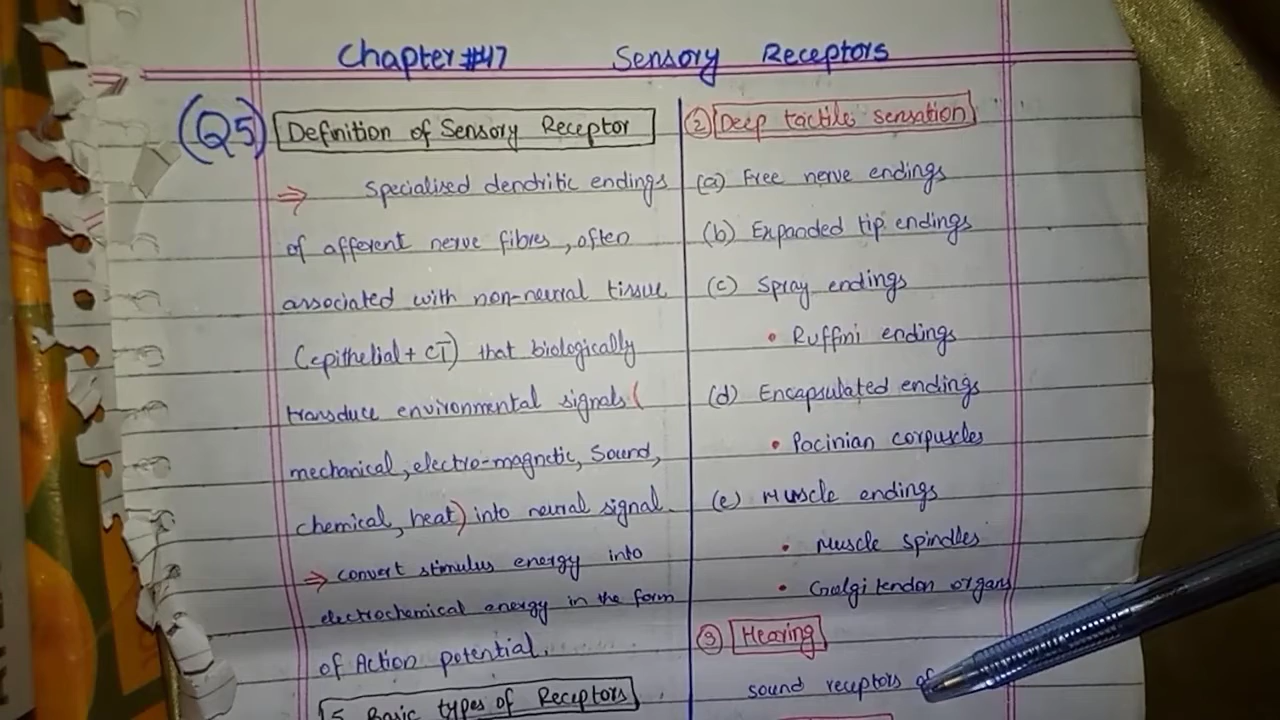 Chapter #47 Sensory Receptors
(Q5) Definition of Sensory Receptor
⇒ Specialised dendritic endings
of afferent nerve fibres, often
associated with non-neural tissue
(epithelial + CT) that biologically
transduce environmental signals (
mechanical, electro-magnetic, Sound,
chemical, heat) into neural signal.
⇒ convert stimulus energy into
electrochemical energy in the form
of Action potential.
5 Basic types of Receptors
② Deep tactile sensation
(a) Free nerve endings
(b) Expanded tip endings
(c) Spray endings
• Ruffini endings
(d) Encapsulated endings
• Pacinian corpuscles
(e) Muscle endings
• Muscle spindles
• Golgi tendon organs
③ Hearing
sound receptors of